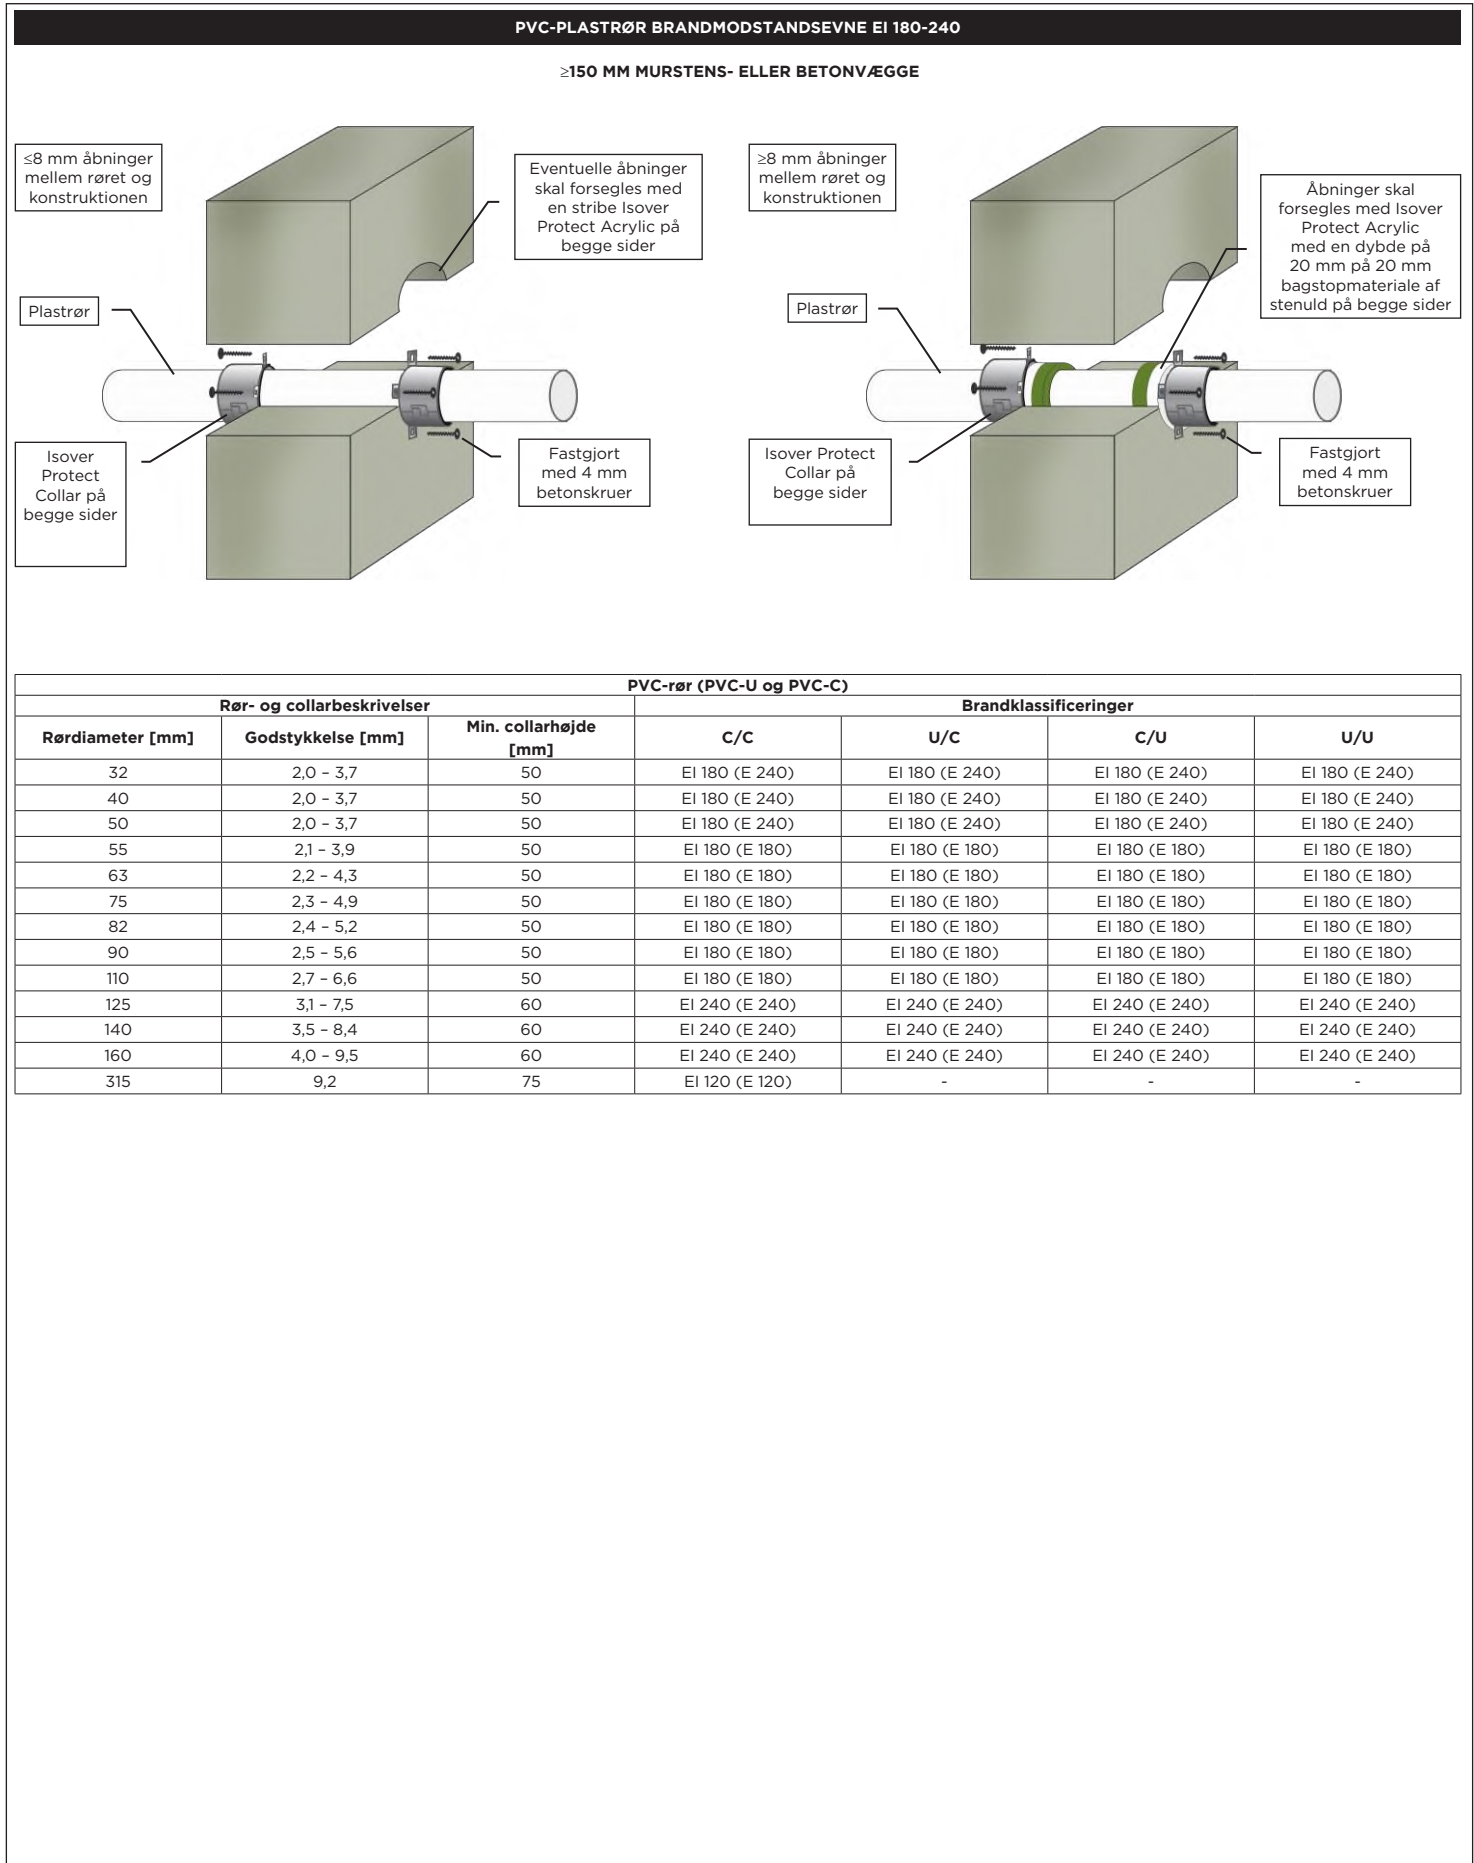 PVC-PLASTRØR BRANDMODSTANDSEVNE EI 180-240
≥150 MM MURSTENS- ELLER BETONVÆGGE
≤8 mm åbninger
mellem røret og
konstruktionen
Eventuelle åbninger
skal forsegles med
en stribe Isover
Protect Acrylic på
begge sider
Plastrør
Isover
Protect
Collar på
begge sider
Fastgjort
med 4 mm
betonskruer
≥8 mm åbninger
mellem røret og
konstruktionen
Åbninger skal
forsegles med Isover
Protect Acrylic
med en dybde på
20 mm på 20 mm
bagstopmateriale af
stenuld på begge sider
Plastrør
Isover Protect
Collar på
begge sider
Fastgjort
med 4 mm
betonskruer
PVC-rør (PVC-U og PVC-C)
Rør- og collarbeskrivelser Brandklassificeringer
Rørdiameter [mm] Godstykkelse [mm] Min. collarhøjde [mm] C/C U/C C/U U/U
32 2,0 – 3,7 50 EI 180 (E 240) EI 180 (E 240) EI 180 (E 240) EI 180 (E 240)
40 2,0 – 3,7 50 EI 180 (E 240) EI 180 (E 240) EI 180 (E 240) EI 180 (E 240)
50 2,0 – 3,7 50 EI 180 (E 240) EI 180 (E 240) EI 180 (E 240) EI 180 (E 240)
55 2,1 – 3,9 50 EI 180 (E 180) EI 180 (E 180) EI 180 (E 180) EI 180 (E 180)
63 2,2 – 4,3 50 EI 180 (E 180) EI 180 (E 180) EI 180 (E 180) EI 180 (E 180)
75 2,3 – 4,9 50 EI 180 (E 180) EI 180 (E 180) EI 180 (E 180) EI 180 (E 180)
82 2,4 – 5,2 50 EI 180 (E 180) EI 180 (E 180) EI 180 (E 180) EI 180 (E 180)
90 2,5 – 5,6 50 EI 180 (E 180) EI 180 (E 180) EI 180 (E 180) EI 180 (E 180)
110 2,7 – 6,6 50 EI 180 (E 180) EI 180 (E 180) EI 180 (E 180) EI 180 (E 180)
125 3,1 – 7,5 60 EI 240 (E 240) EI 240 (E 240) EI 240 (E 240) EI 240 (E 240)
140 3,5 – 8,4 60 EI 240 (E 240) EI 240 (E 240) EI 240 (E 240) EI 240 (E 240)
160 4,0 – 9,5 60 EI 240 (E 240) EI 240 (E 240) EI 240 (E 240) EI 240 (E 240)
315 9,2 75 EI 120 (E 120) - - -